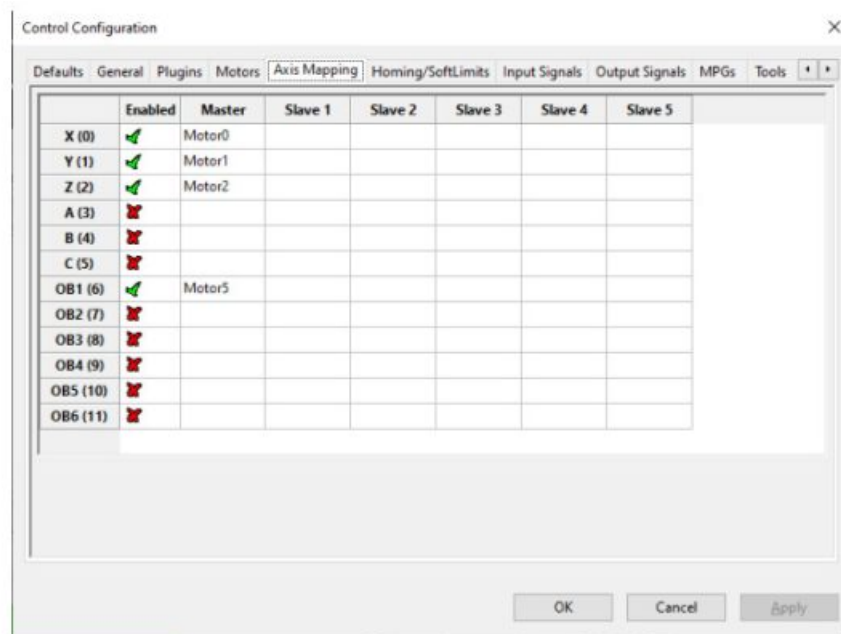 Control Configuration
Defaults General Plugins Motors Axis Mapping Homing/SoftLimits Input Signals Output Signals MPGs Tools
Enabled Master Slave 1 Slave 2 Slave 3 Slave 4 Slave 5
X (0) Motor0
Y (1) Motor1
Z (2) Motor2
A (3)
B (4)
C (5)
OB1 (6) Motor5
OB2 (7)
OB3 (8)
OB4 (9)
OB5 (10)
OB6 (11)
OK Cancel Apply